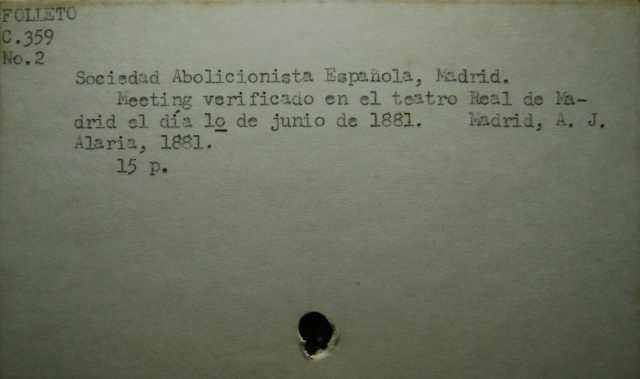 FOLLETO
C.359
No.2
Sociedad Abolicionista Española, Madrid.
Meeting verificado en el teatro Real de Ma-
drid el día 1o de junio de 1881. Madrid, A. J.
Alaria, 1881.
15 p.